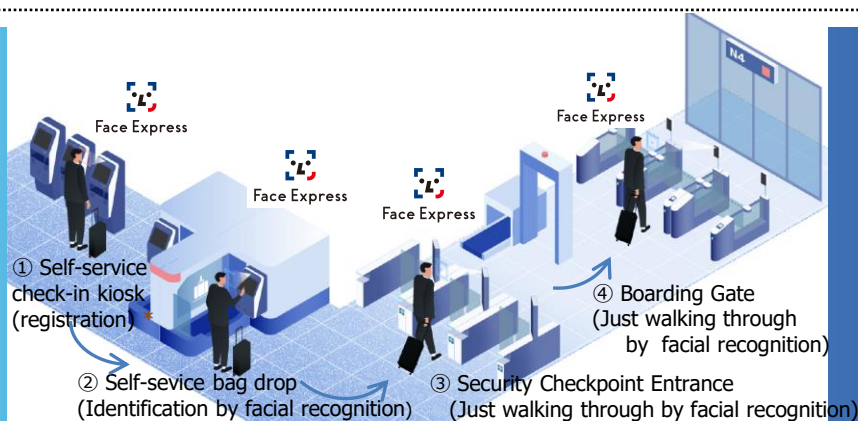 Face Express
Face Express
Face Express
Face Express
N4
① Self-service
check-in kiosk
(registration) *
② Self-sevice bag drop
(Identification by facial recognition)
③ Security Checkpoint Entrance
(Just walking through by facial recognition)
④ Boarding Gate
(Just walking through
by facial recognition)